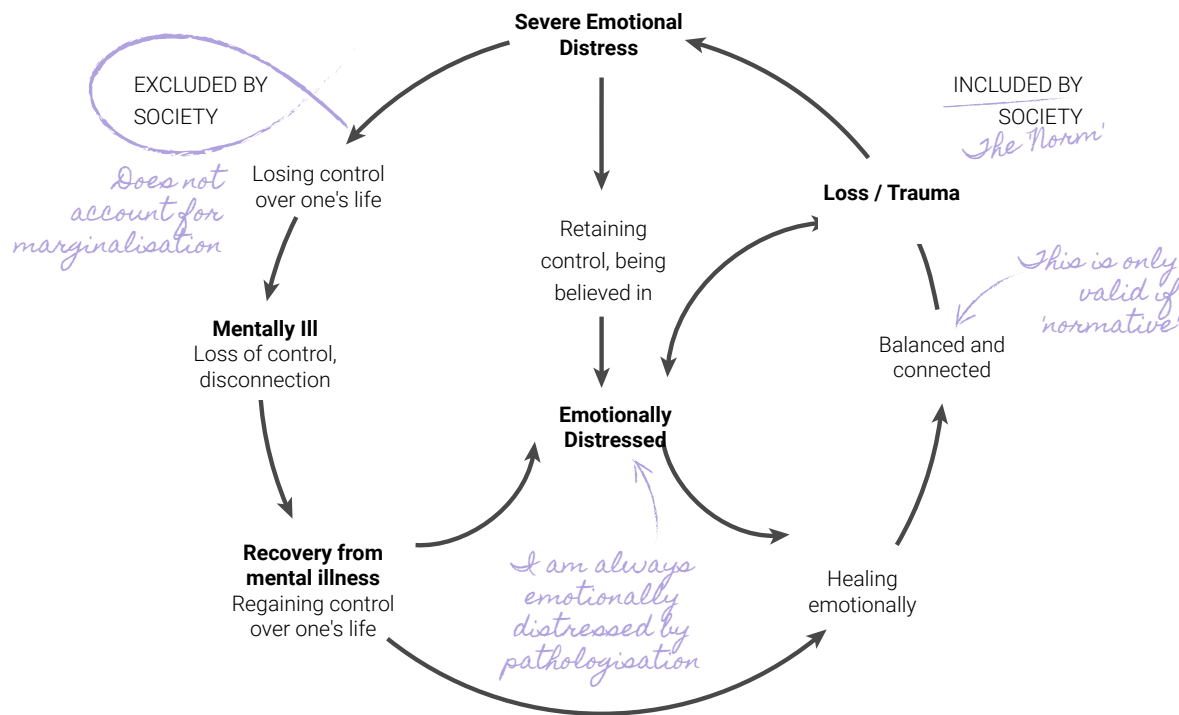 Severe Emotional
Distress
EXCLUDED BY
SOCIETY
INCLUDED BY
SOCIETY
The 'Norm'
Does not
account for
marginalisation
Losing control
over one's life
Loss / Trauma
Retaining
control, being
believed in
This is only
valid if
'normative'
Mentally Ill
Loss of control,
disconnection
Balanced and
connected
Emotionally
Distressed
Recovery from
mental illness
Regaining control
over one's life
I am always
emotionally
distressed by
pathologisation
Healing
emotionally